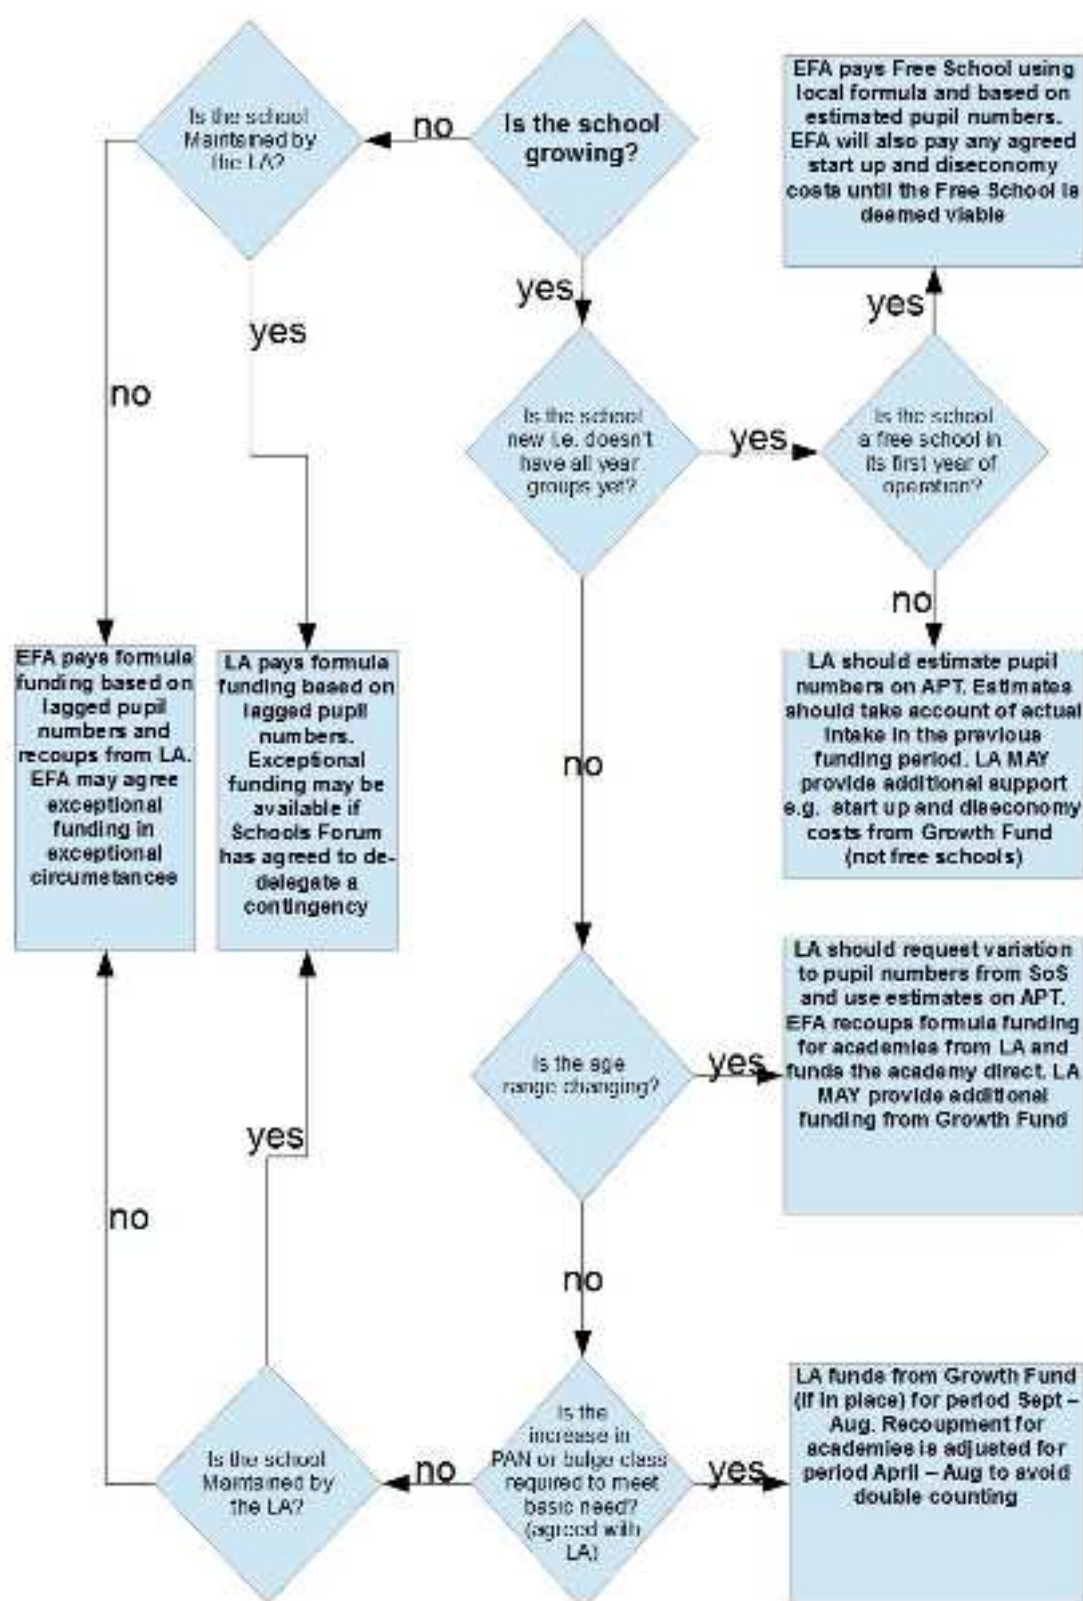 Is the school
Maintained by
the LA?
no
Is the school
growing?
EFA pays Free School using
local formula and based on
estimated pupil numbers.
EFA will also pay any agreed
start up and diseconomy
costs until the Free School is
deemed viable
yes
yes
yes
no
Is the school
new i.e. doesn't
have all year
groups yet?
yes
Is the school
a free school in
its first year of
operation?
no
EFA pays formula
funding based on
lagged pupil
numbers and
recoups from LA.
EFA may agree
exceptional
funding in
exceptional
circumstances
LA pays formula
funding based on
lagged pupil
numbers.
Exceptional
funding may be
available if
Schools Forum
has agreed to de-
delegate a
contingency
no
LA should estimate pupil
numbers on APT. Estimates
should take account of actual
intake in the previous
funding period. LA MAY
provide additional support
e.g. start up and diseconomy
costs from Growth Fund
(not free schools)
Is the age
range changing?
yes
LA should request variation
to pupil numbers from SoS
and use estimates on APT.
EFA recoups formula funding
for academies from LA and
funds the academy direct. LA
MAY provide additional
funding from Growth Fund
yes
no
no
Is the school
Maintained by
the LA?
no
Is the
increase in
PAN or bulge class
required to meet
basic need?
(agreed with
LA)
yes
LA funds from Growth Fund
(if in place) for period Sept –
Aug. Recoupment for
academies is adjusted for
period April – Aug to avoid
double counting